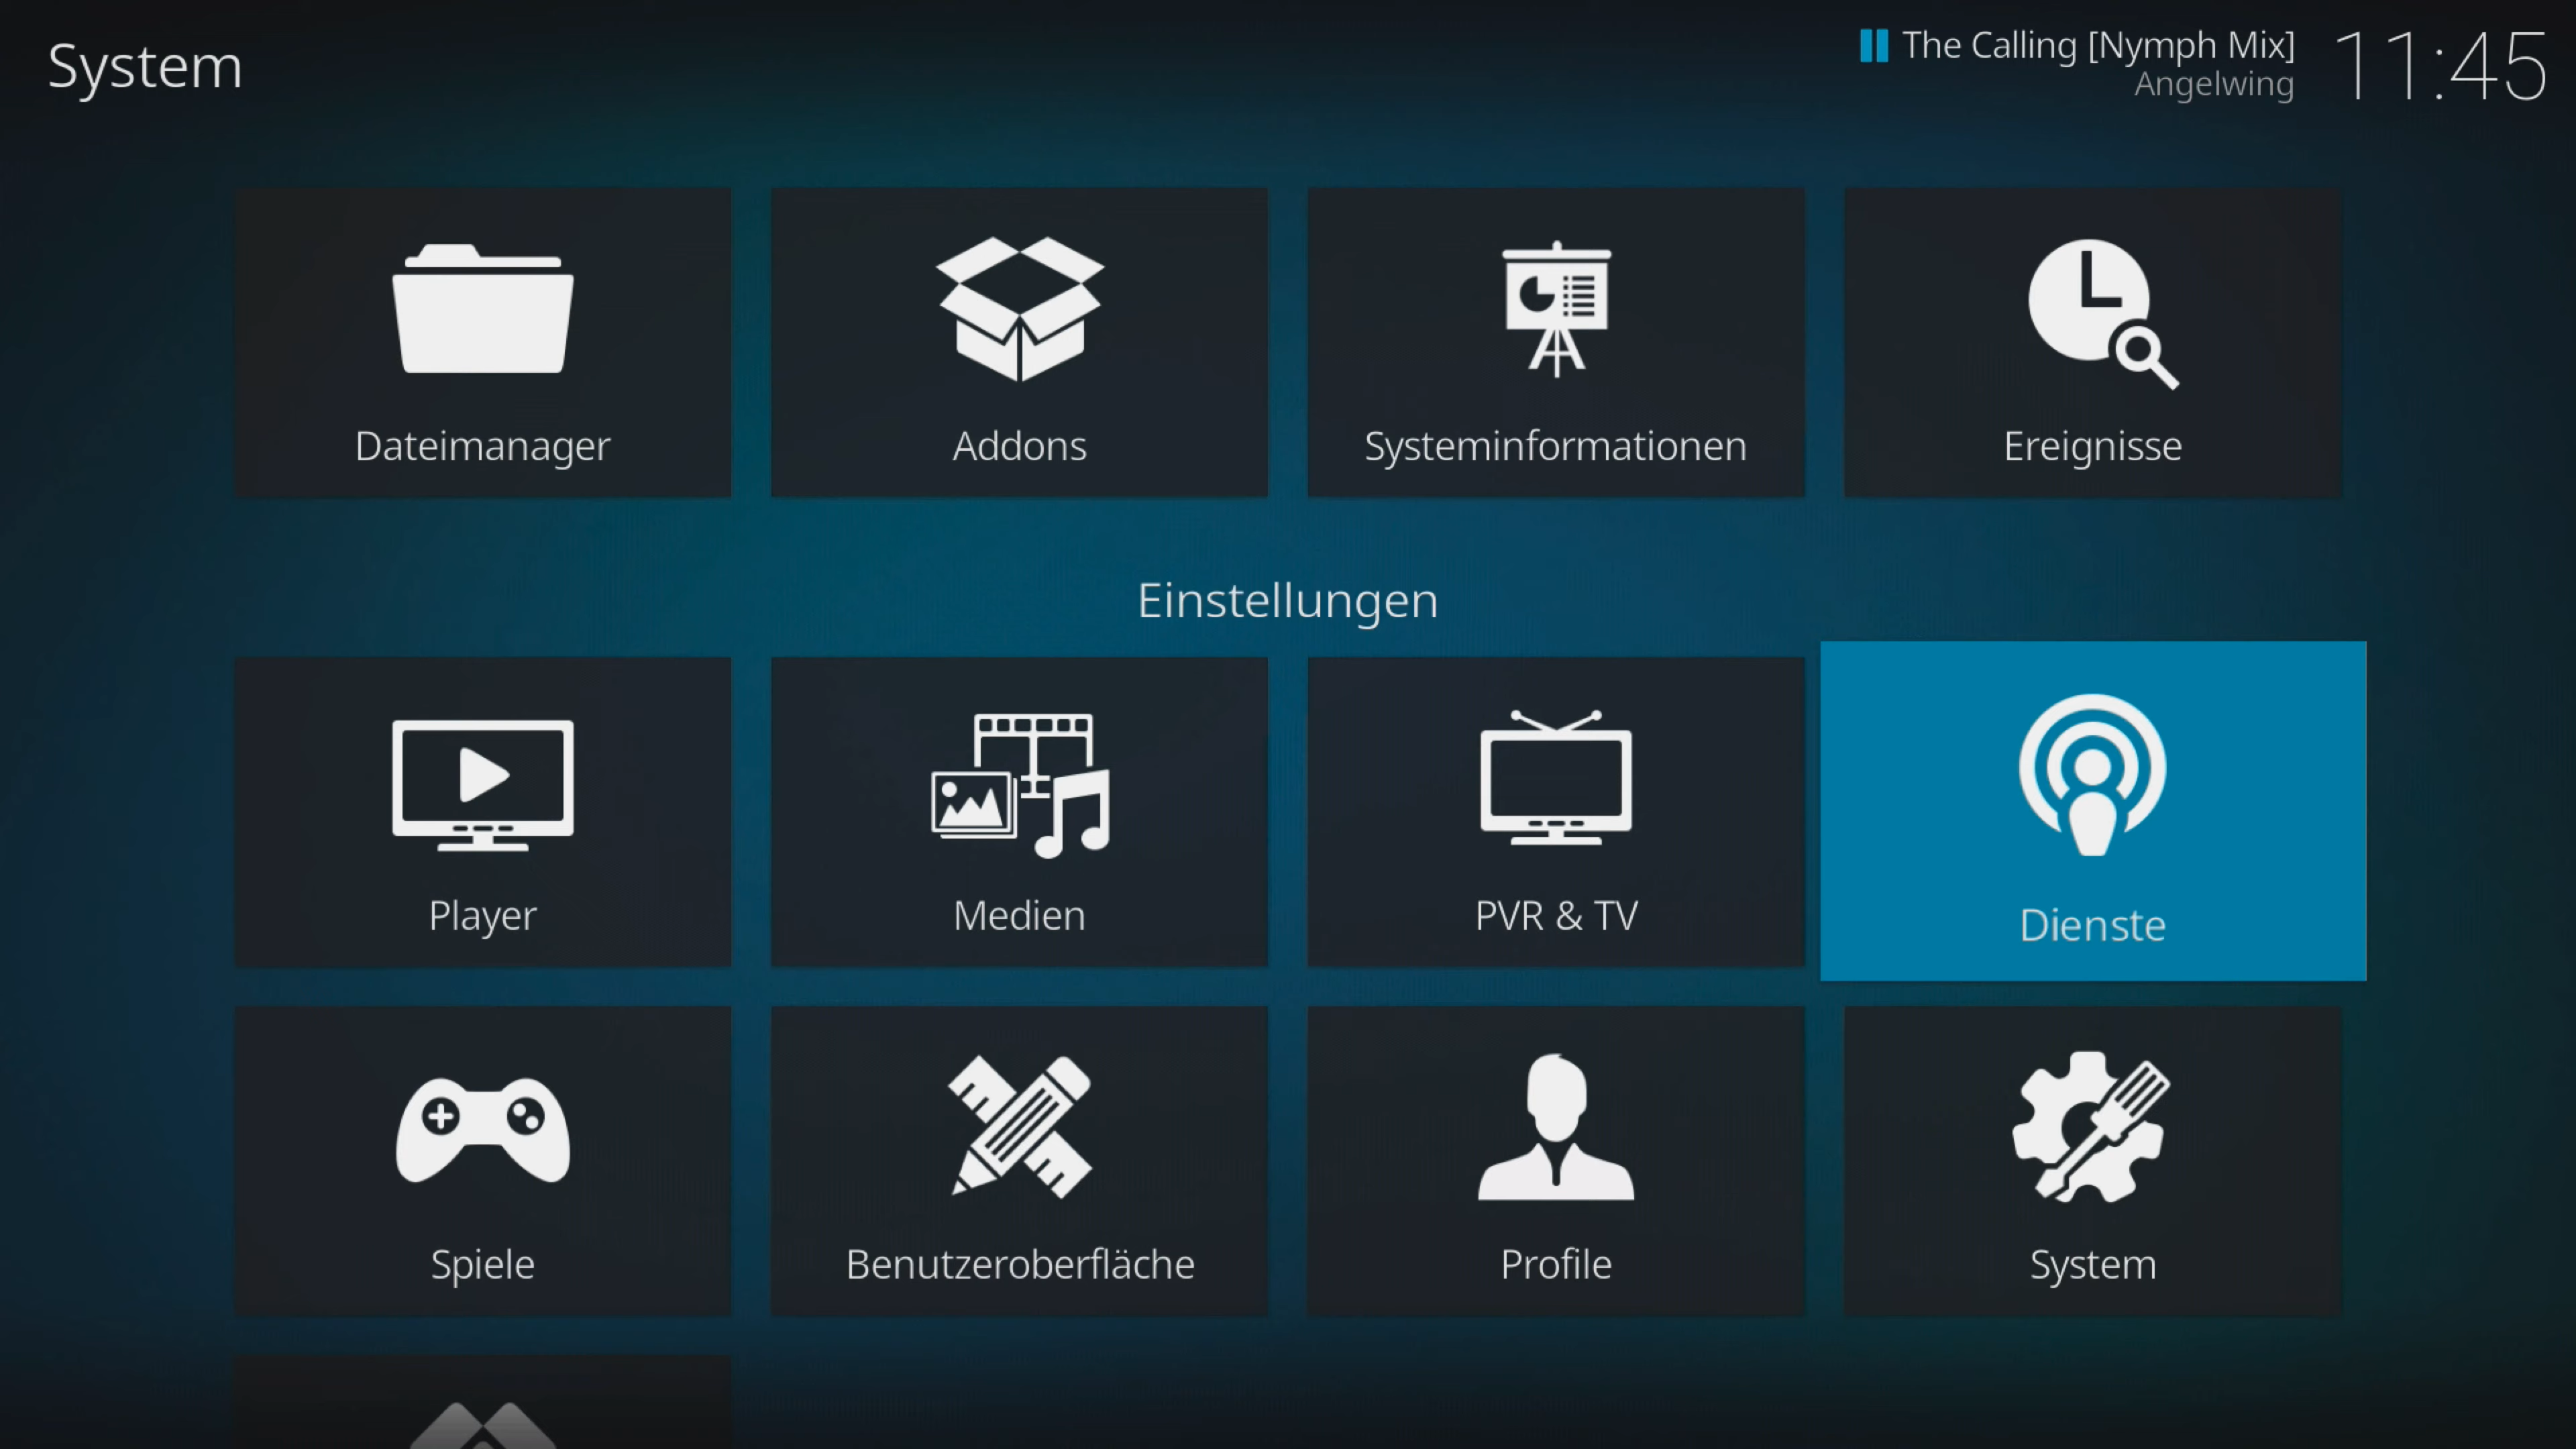 System
The Calling [Nymph Mix]
Angelwing
11:45
Dateimanager
Addons
Systeminformationen
Ereignisse
Einstellungen
Player
Medien
PVR & TV
Dienste
Spiele
Benutzeroberfläche
Profile
System